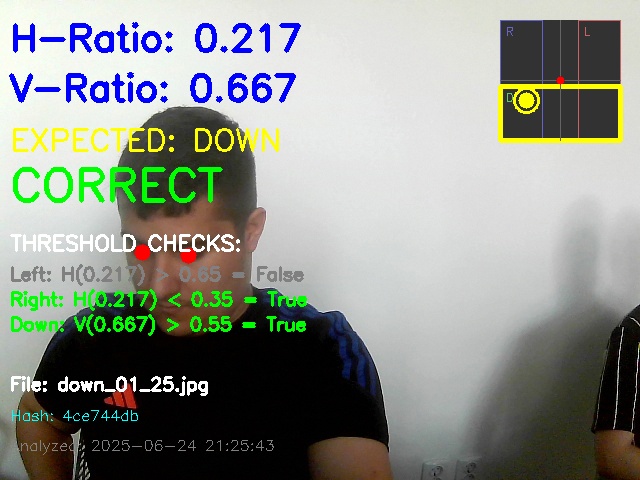 H-Ratio: 0.217
V-Ratio: 0.667
EXPECTED: DOWN
CORRECT
THRESHOLD CHECKS:
Left: H(0.217) > 0.65 = False
Right: H(0.217) < 0.35 = True
Down: V(0.667) > 0.55 = True
File: down_01_25.jpg
Hash: 4ce744db
Analyzed: 2025-06-24 21:25:43
R
L
D